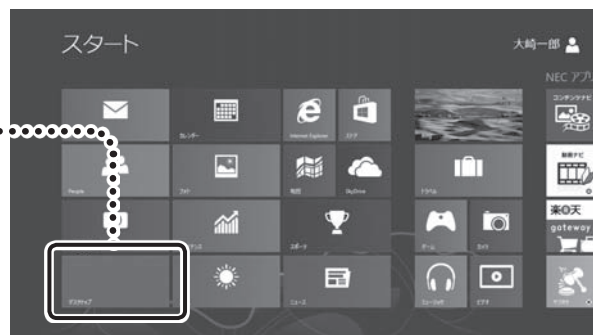 スタート
大崎一郎
NEC アプリ
カレンダー
Internet Explorer
ストア
People
フォト
地図
SkyDrive
トラベル
スポーツ
ゲーム
カメラ
デスクトップ
ニュース
ミュージック
ビデオ
楽天
gateway